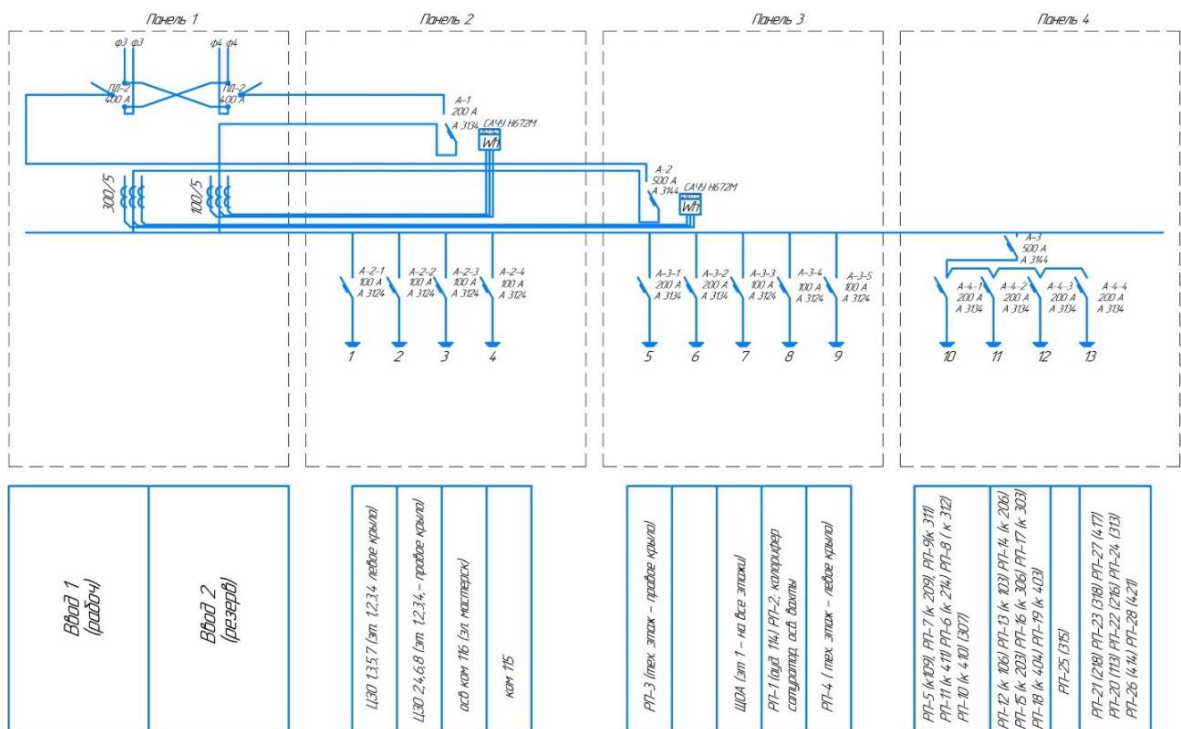 Панель 1
Панель 2
Панель 3
Панель 4
ф3 ф3
ф4 ф4
ПД-2
400 А
ПД-2
400 А
А-1
200 А
А 3134
САЧУ И672М
Wh
300/5
100/5
А-2
500 А
А 3144
САЧУ И672М
Wh
А-3
500 А
А 3144
А-2-1
100 А
А 3124
А-2-2
100 А
А 3124
А-2-3
100 А
А 3124
А-2-4
100 А
А 3124
А-3-1
200 А
А 3134
А-3-2
200 А
А 3134
А-3-3
100 А
А 3124
А-3-4
100 А
А 3124
А-3-5
100 А
А 3124
А-4-1
200 А
А 3134
А-4-2
200 А
А 3134
А-4-3
200 А
А 3134
А-4-4
200 А
А 3134
1
2
3
4
5
6
7
8
9
10
11
12
13
Ввод 1
(рабоч)
Ввод 2
(резерв)
ЦЭО 1,3,5,7 (эт. 1,2,3,4 левое крыло)
ЦЭО 2,4,6,8 (эт. 1,2,3,4, - правое крыло)
осв ком 116 (эл. мастерск)
ком 115
РП-3 (тех. этаж - правое крыло)
ЩОА (эт 1 - на все этажи)
РП-1 (ауд. 114) РП-2, калорифер
сатуратор, осв. вахты
РП-4 ( тех. этаж - левое крыло)
РП-5 (к109), РП-7 (к 209), РП-9(к 311)
РП-11 (к 411) РП-6 (к 214) РП-8 ( к 312)
РП-10 (к 410) (307)
РП-12 (к 106) РП-13 (к 103) РП-14 (к 206)
РП-15 (к 203) РП-16 (к 306) РП-17 (к 303)
РП-18 (к 404) РП-19 (к 403)
РП-25 (315)
РП-21 (218) РП-23 (318) РП-27 (417)
РП-20 (113) РП-22 (216) РП-24 (313)
РП-26 (414) РП-28 (421)